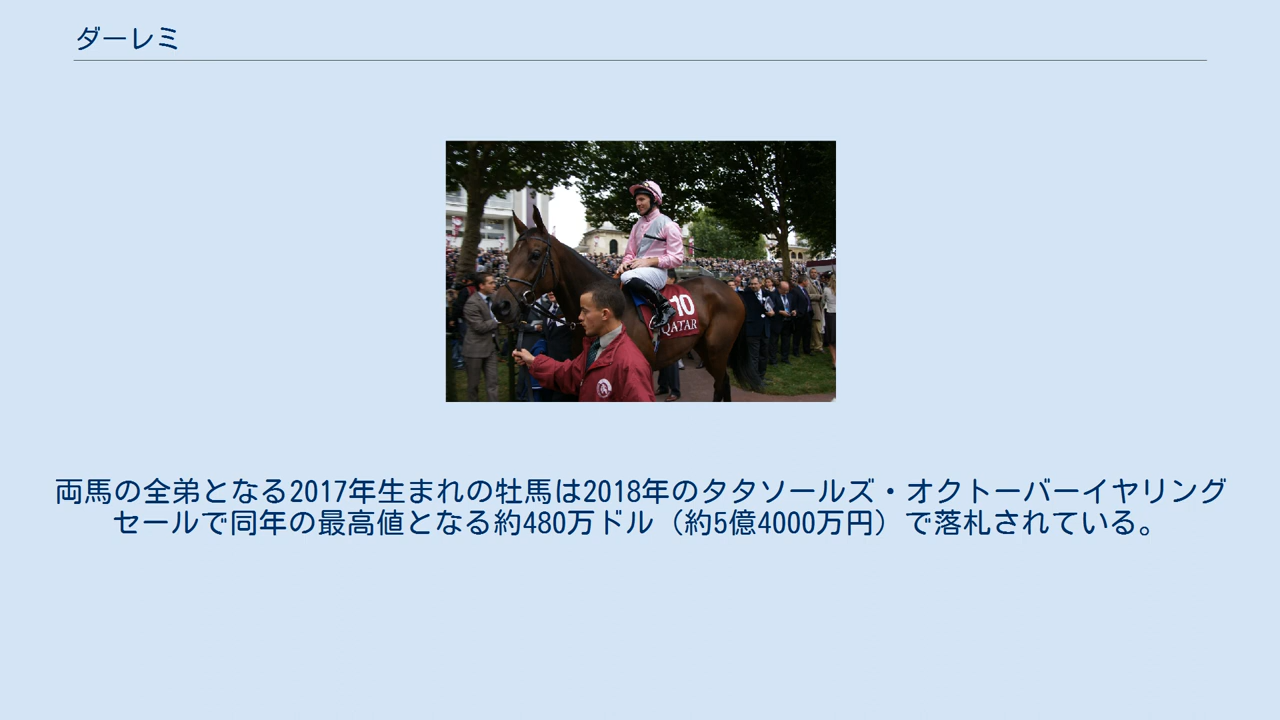 ダーレミ
10
QATAR
両馬の全弟となる2017年生まれの牡馬は2018年のタタソールズ・オクトーバーイヤリング
セールで同年の最高値となる約480万ドル（約5億4000万円）で落札されている。